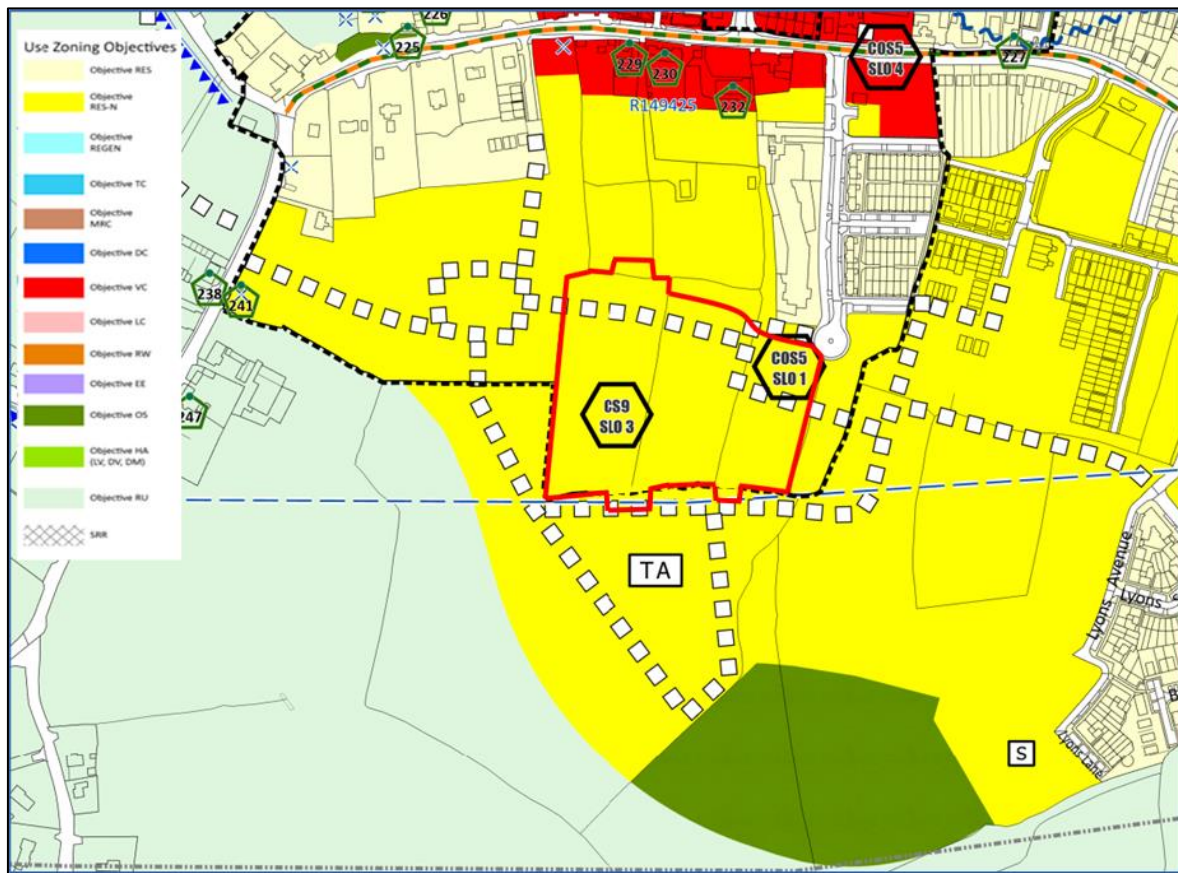 Use Zoning Objectives
Objective RES
Objective
RES-N
Objective
REGEN
Objective TC
Objective
MRC
Objective DC
Objective VC
Objective LC
Objective RW
Objective EE
Objective OS
Objective HA
(LV, DV, DM)
Objective RU
SRR
226
225
229
230
232
R149425
COS5
SLO 4
227
238
241
247
COS5
SLO 1
CS9
SLO 3
TA
S
Lyons Avenue
Lyons S
B
Lyons Lane